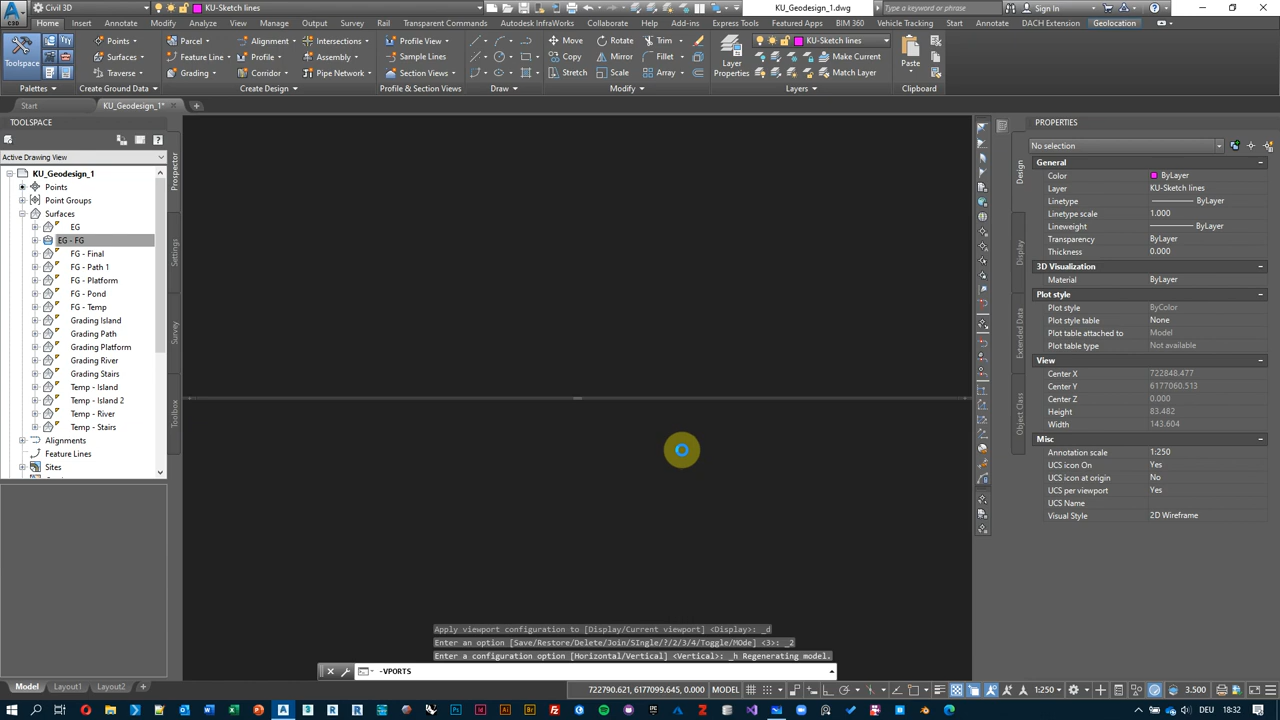 Civil 3D
KU-Sketch lines
KU_Geodesign_1.dwg
Type a keyword or phrase
Sign In
Home Insert Annotate Modify Analyze View Manage Output Survey Rail Transparent Commands Autodesk InfraWorks Collaborate Help Add-ins Express Tools Featured Apps BIM 360 Vehicle Tracking Start Annotate DACH Extension Geolocation
Toolspace
Points
Surfaces
Traverse
Parcel
Feature Line
Grading
Alignment
Profile
Corridor
Intersections
Assembly
Pipe Network
Profile View
Sample Lines
Section Views
Move
Copy
Stretch
Rotate
Mirror
Scale
Trim
Fillet
Array
Layer
Properties
KU-Sketch lines
Make Current
Match Layer
Paste
Palettes Create Ground Data Create Design Profile & Section Views Draw Modify Layers Clipboard
Start KU_Geodesign_1*
TOOLSPACE
Active Drawing View
KU_Geodesign_1
Points
Point Groups
Surfaces
EG
EG - FG
FG - Final
FG - Path 1
FG - Platform
FG - Pond
FG - Temp
Grading Island
Grading Path
Grading Platform
Grading River
Grading Stairs
Temp - Island
Temp - Island 2
Temp - River
Temp - Stairs
Alignments
Feature Lines
Sites
Prospector
Settings
Survey
Toolbox
PROPERTIES
No selection
Design
Display
Extended Data
Object Class
General
Color ByLayer
Layer KU-Sketch lines
Linetype ByLayer
Linetype scale 1.000
Lineweight ByLayer
Transparency ByLayer
Thickness 0.000
3D Visualization
Material ByLayer
Plot style
Plot style ByColor
Plot style table None
Plot table attached to Model
Plot table type Not available
View
Center X 722848.477
Center Y 6177060.513
Center Z 0.000
Height 83.482
Width 143.604
Misc
Annotation scale 1:250
UCS icon On Yes
UCS icon at origin No
UCS per viewport Yes
UCS Name
Visual Style 2D Wireframe
Apply viewport configuration to [Display/Current viewport] <Display>: _d
Enter an option [Save/Restore/Delete/Join/SIngle/?/2/3/4/Toggle/MOde] <3>: _2
Enter a configuration option [Horizontal/Vertical] <Vertical>: _h Regenerating model.
-VPORTS
Model Layout1 Layout2
722790.621, 6177099.645, 0.000 MODEL 1:250 3.500
DEU 18:32